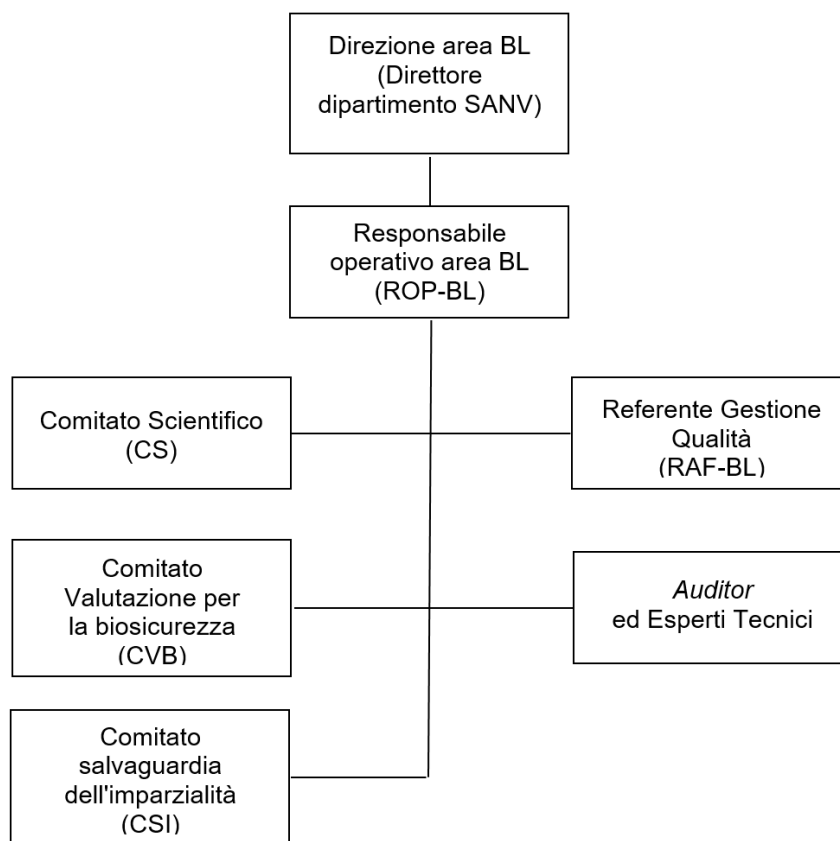 Direzione area BL
(Direttore
dipartimento SANV)
Responsabile
operativo area BL
(ROP-BL)
Comitato Scientifico
(CS)
Referente Gestione
Qualità
(RAF-BL)
Comitato
Valutazione per
la biosicurezza
(CVB)
Auditor
ed Esperti Tecnici
Comitato
salvaguardia
dell'imparzialità
(CSI)